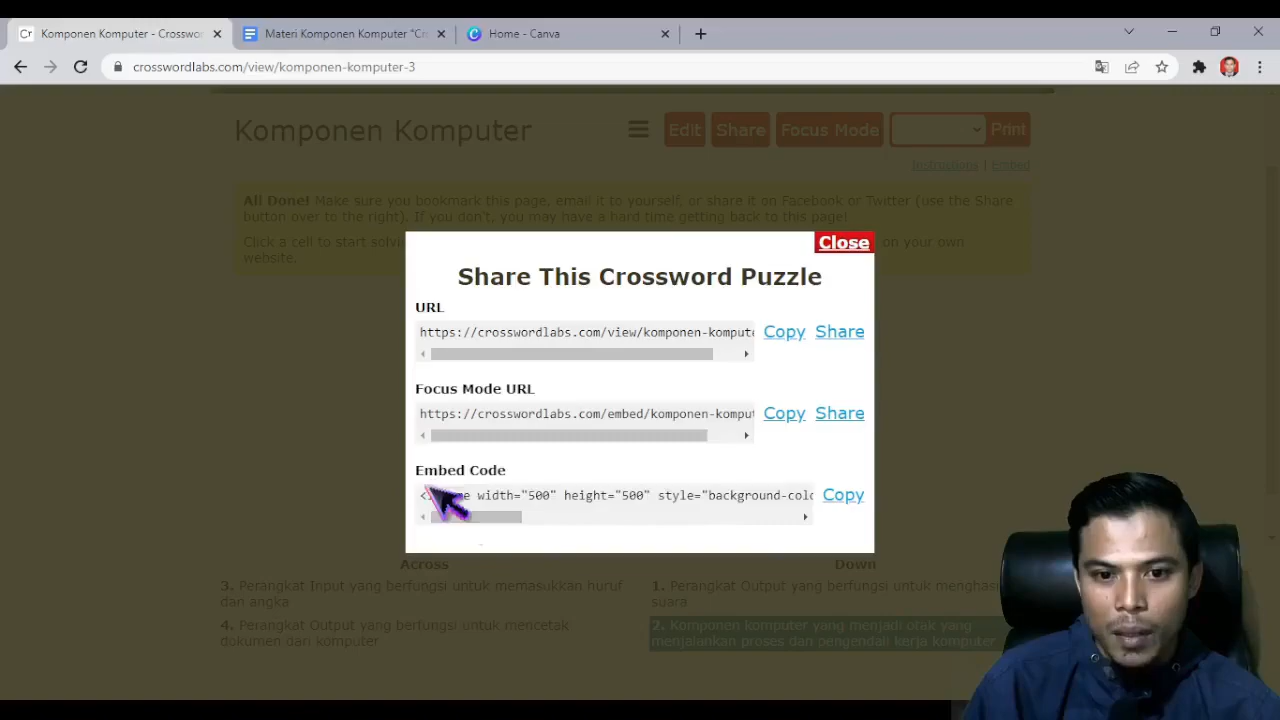 Komponen Komputer - Crosswor
Materi Komponen Komputer "Cr
Home - Canva
crosswordlabs.com/view/komponen-komputer-3
Komponen Komputer
Edit
Share
Focus Mode
Print
Instructions | Embed
All Done! Make sure you bookmark this page, email it to yourself, or share it on Facebook or Twitter (use the Share
button over to the right). If you don't, you may have a hard time getting back to this page!
Click a cell to start solvi
on your own
website.
Close
Share This Crossword Puzzle
URL
https://crosswordlabs.com/view/komponen-kompute
Copy
Share
Focus Mode URL
https://crosswordlabs.com/embed/komponen-komput
Copy
Share
Embed Code
width="500" height="500" style="background-colo
Copy
Across
3. Perangkat Input yang berfungsi untuk memasukkan huruf
dan angka
4. Perangkat Output yang berfungsi untuk mencetak
dokumen dari komputer
Down
1. Perangkat Output yang berfungsi untuk menghasi
suara
2. Komponen komputer yang menjadi otak yang
menjalankan proses dan pengendali kerja komputer